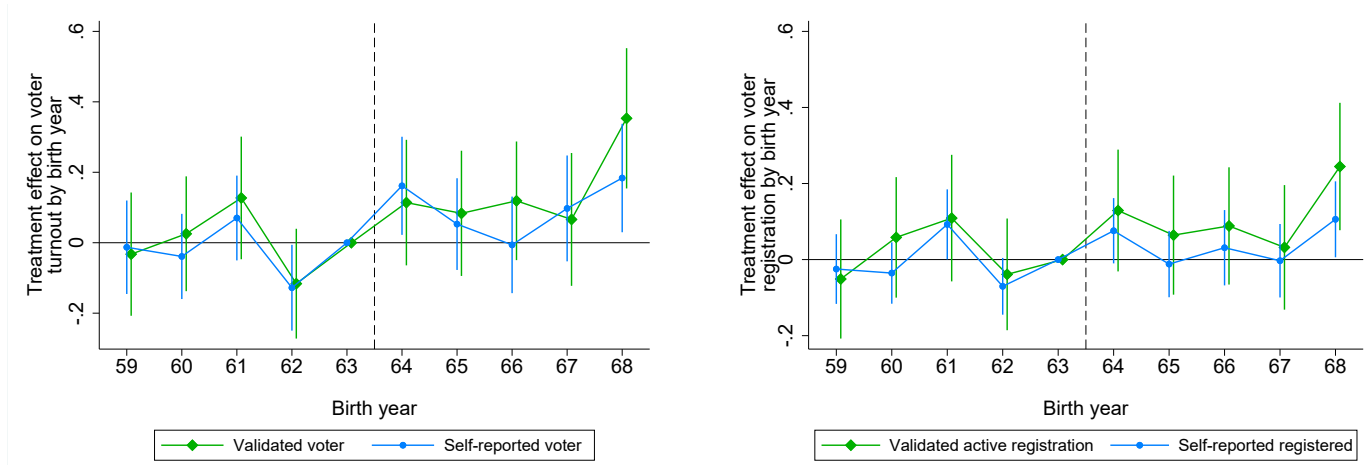 Treatment effect on voter
turnout by birth year
.6
.4
.2
0
-.2
59 60 61 62 63 64 65 66 67 68
Birth year
Validated voter Self-reported voter
Treatment effect on voter
registration by birth year
.6
.4
.2
0
-.2
59 60 61 62 63 64 65 66 67 68
Birth year
Validated active registration Self-reported registered